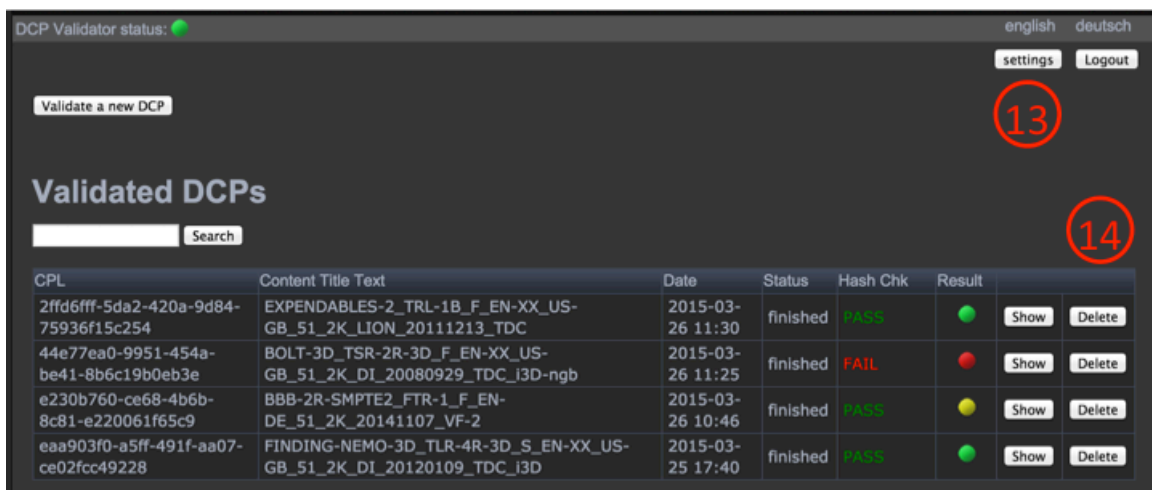 DCP Validator status: english deutsch
settings Logout
Validate a new DCP
13
Validated DCPs
Search
14
CPL Content Title Text Date Status Hash Chk Result
2ffd6fff-5da2-420a-9d84- EXPENDABLES-2_TRL-1B_F_EN-XX_US- 2015-03-
75936f15c254 GB_51_2K_LION_20111213_TDC 26 11:30 finished PASS Show Delete
44e77ea0-9951-454a- BOLT-3D_TSR-2R-3D_F_EN-XX_US- 2015-03-
be41-8b6c19b0eb3e GB_51_2K_DI_20080929_TDC_i3D-ngb 26 11:25 finished FAIL Show Delete
e230b760-ce68-4b6b- BBB-2R-SMPTE2_FTR-1_F_EN- 2015-03-
8c81-e220061f65c9 DE_51_2K_20141107_VF-2 26 10:46 finished PASS Show Delete
eaa903f0-a5ff-491f-aa07- FINDING-NEMO-3D_TLR-4R-3D_S_EN-XX_US- 2015-03-
ce02fcc49228 GB_51_2K_DI_20120109_TDC_i3D 25 17:40 finished PASS Show Delete